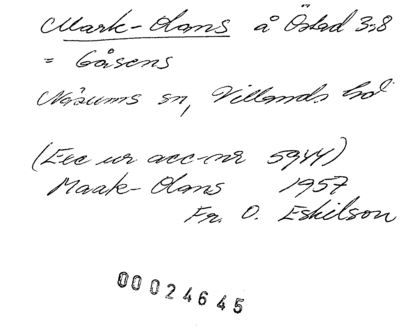 Mark-Olans å Östad 3:8
= Gåsens
Näsums sn, Villands hd
(Exc ur acc-nr 5944)
Maak-Olans 1957
Fr. O. Eskilson
00024645